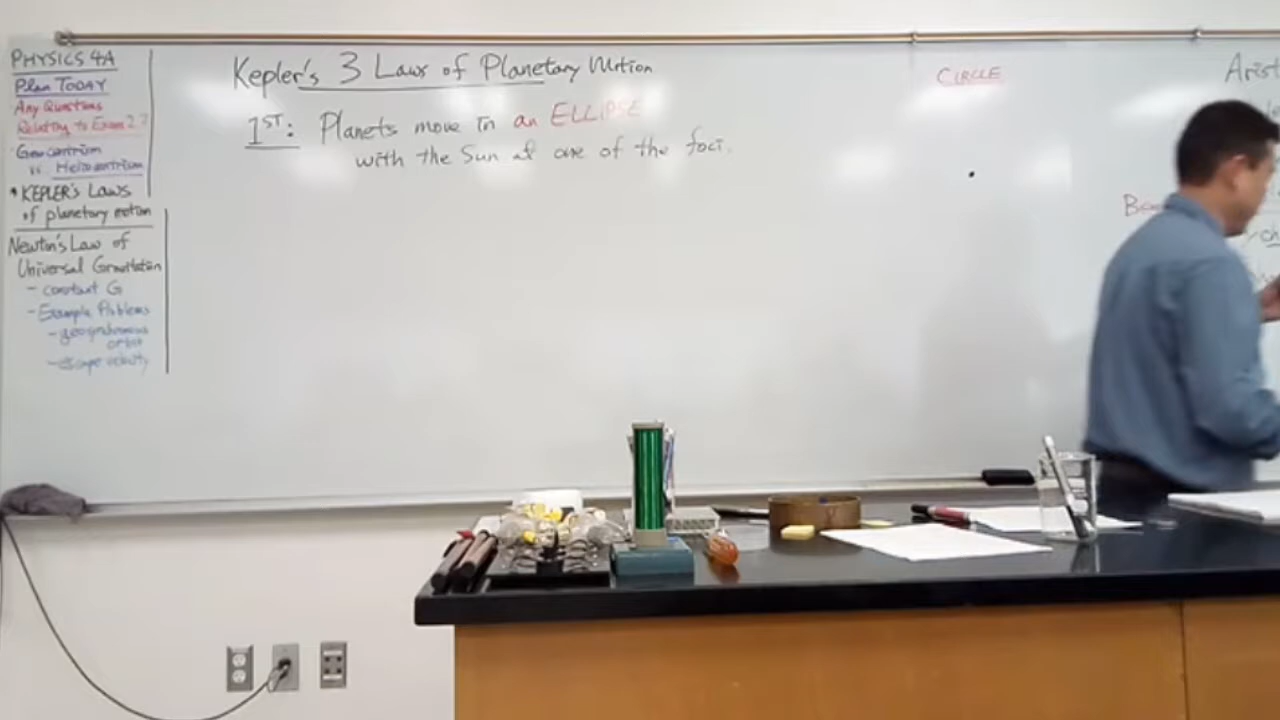 PHYSICS 4A
Plan TODAY
Any Questions
Relating to Exam 2??
Geocentrism
vs. Heliocentrism
• KEPLER's LAWS
of planetary motion
Newton's Law of
Universal Gravitation
- constant G
- Example Problems
- geosynchronous
orbit
- escape velocity
Kepler's 3 Laws of Planetary Motion
1ST: Planets move in an ELLIPSE
with the Sun at one of the foci.
CIRCLE
Arist